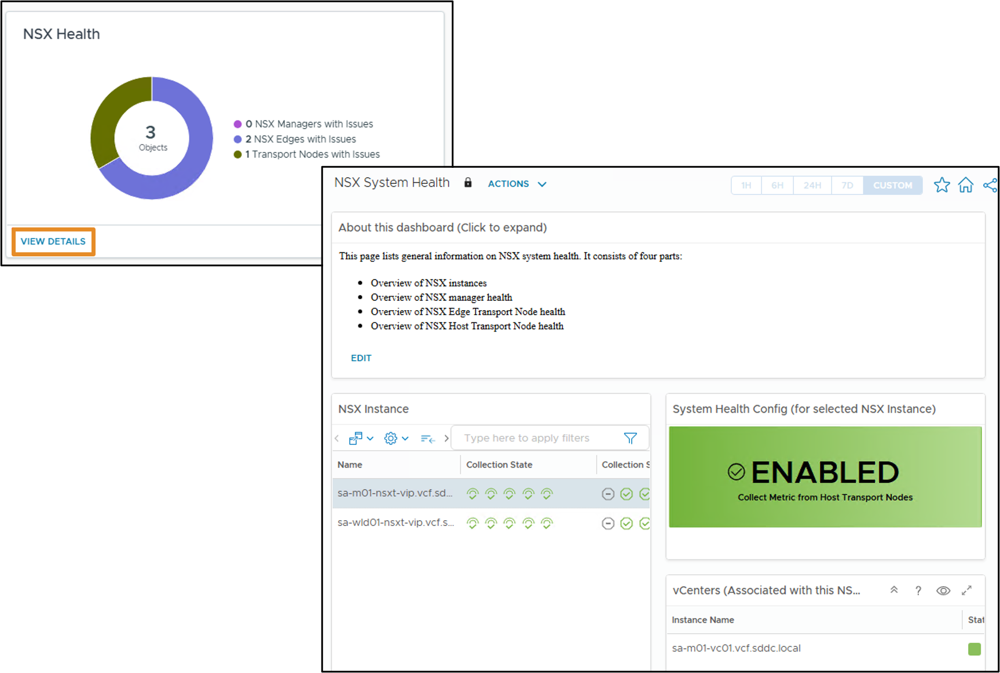 NSX Health
3
Objects
0 NSX Managers with Issues
2 NSX Edges with Issues
1 Transport Nodes with Issues
VIEW DETAILS
NSX System Health
ACTIONS
1H
6H
24H
7D
CUSTOM
About this dashboard (Click to expand)
This page lists general information on NSX system health. It consists of four parts:
Overview of NSX instances
Overview of NSX manager health
Overview of NSX Edge Transport Node health
Overview of NSX Host Transport Node health
EDIT
NSX Instance
Type here to apply filters
Name
Collection State
Collection S
sa-m01-nsxt-vip.vcf.sd...
sa-wld01-nsxt-vip.vcf.s...
System Health Config (for selected NSX Instance)
ENABLED
Collect Metric from Host Transport Nodes
vCenters (Associated with this NS...
?
Instance Name
Stat
sa-m01-vc01.vcf.sddc.local